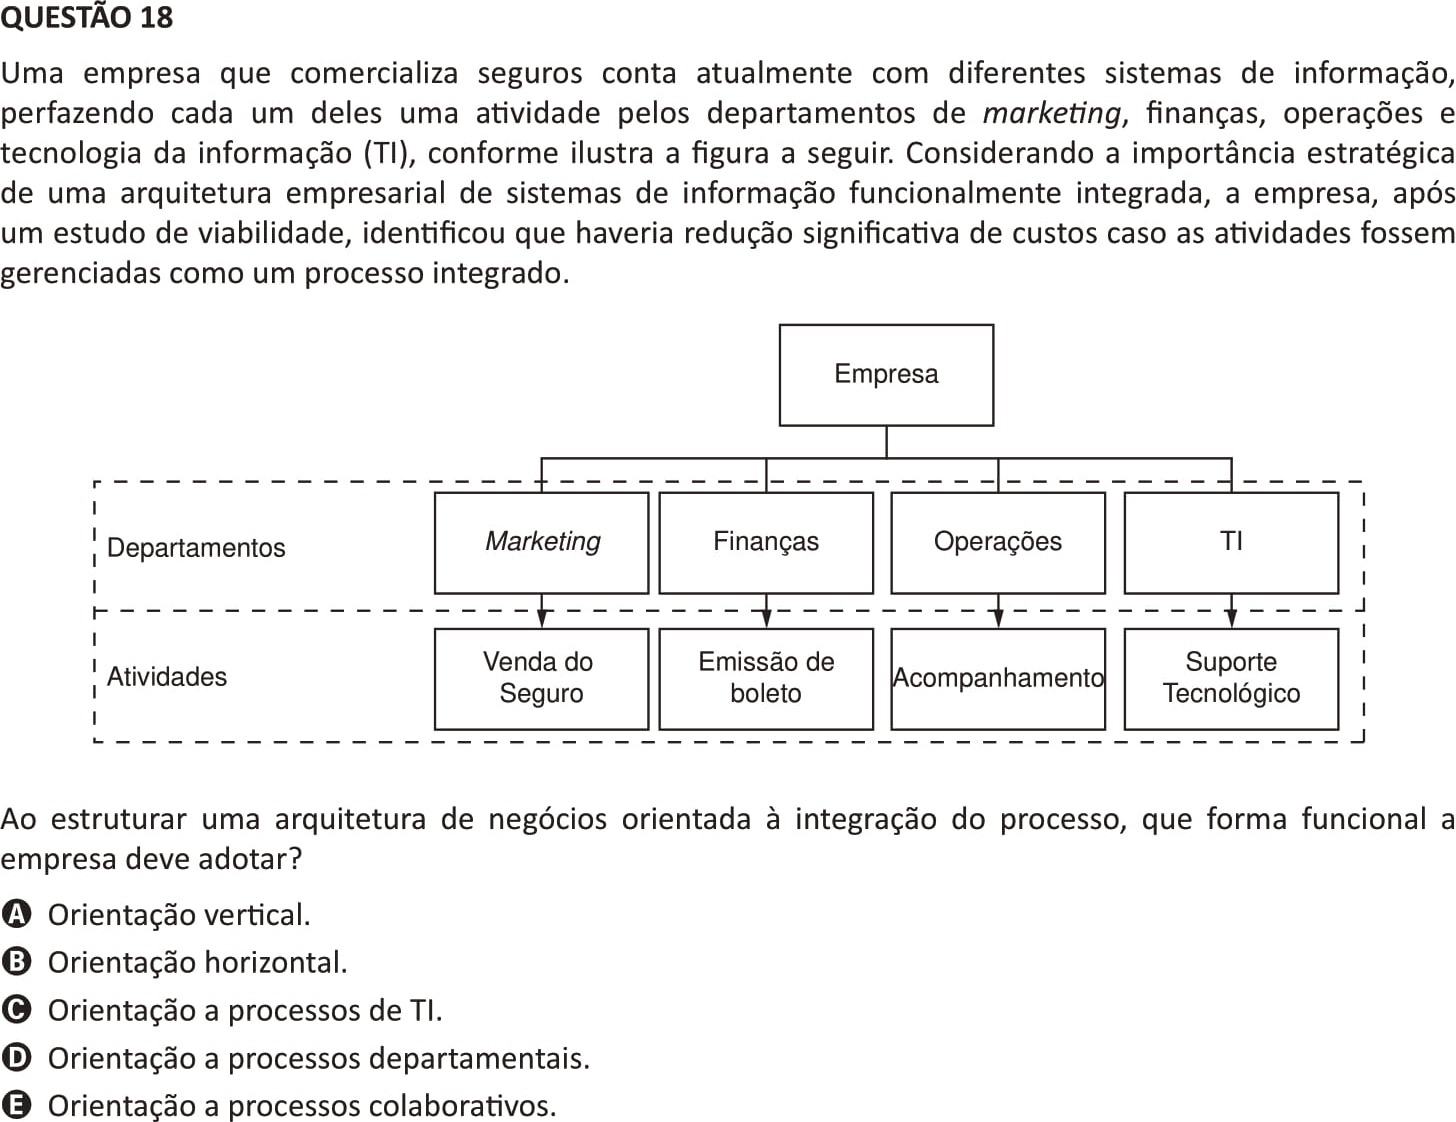 QUESTÃO 18
Uma empresa que comercializa seguros conta atualmente com diferentes sistemas de informação,
perfazendo cada um deles uma atividade pelos departamentos de marketing, finanças, operações e
tecnologia da informação (TI), conforme ilustra a figura a seguir. Considerando a importância estratégica
de uma arquitetura empresarial de sistemas de informação funcionalmente integrada, a empresa, após
um estudo de viabilidade, identificou que haveria redução significativa de custos caso as atividades fossem
gerenciadas como um processo integrado.
Empresa
Departamentos
Marketing
Finanças
Operações
TI
Atividades
Venda do
Seguro
Emissão de
boleto
Acompanhamento
Suporte
Tecnológico
Ao estruturar uma arquitetura de negócios orientada à integração do processo, que forma funcional a
empresa deve adotar?
A Orientação vertical.
B Orientação horizontal.
C Orientação a processos de TI.
D Orientação a processos departamentais.
E Orientação a processos colaborativos.